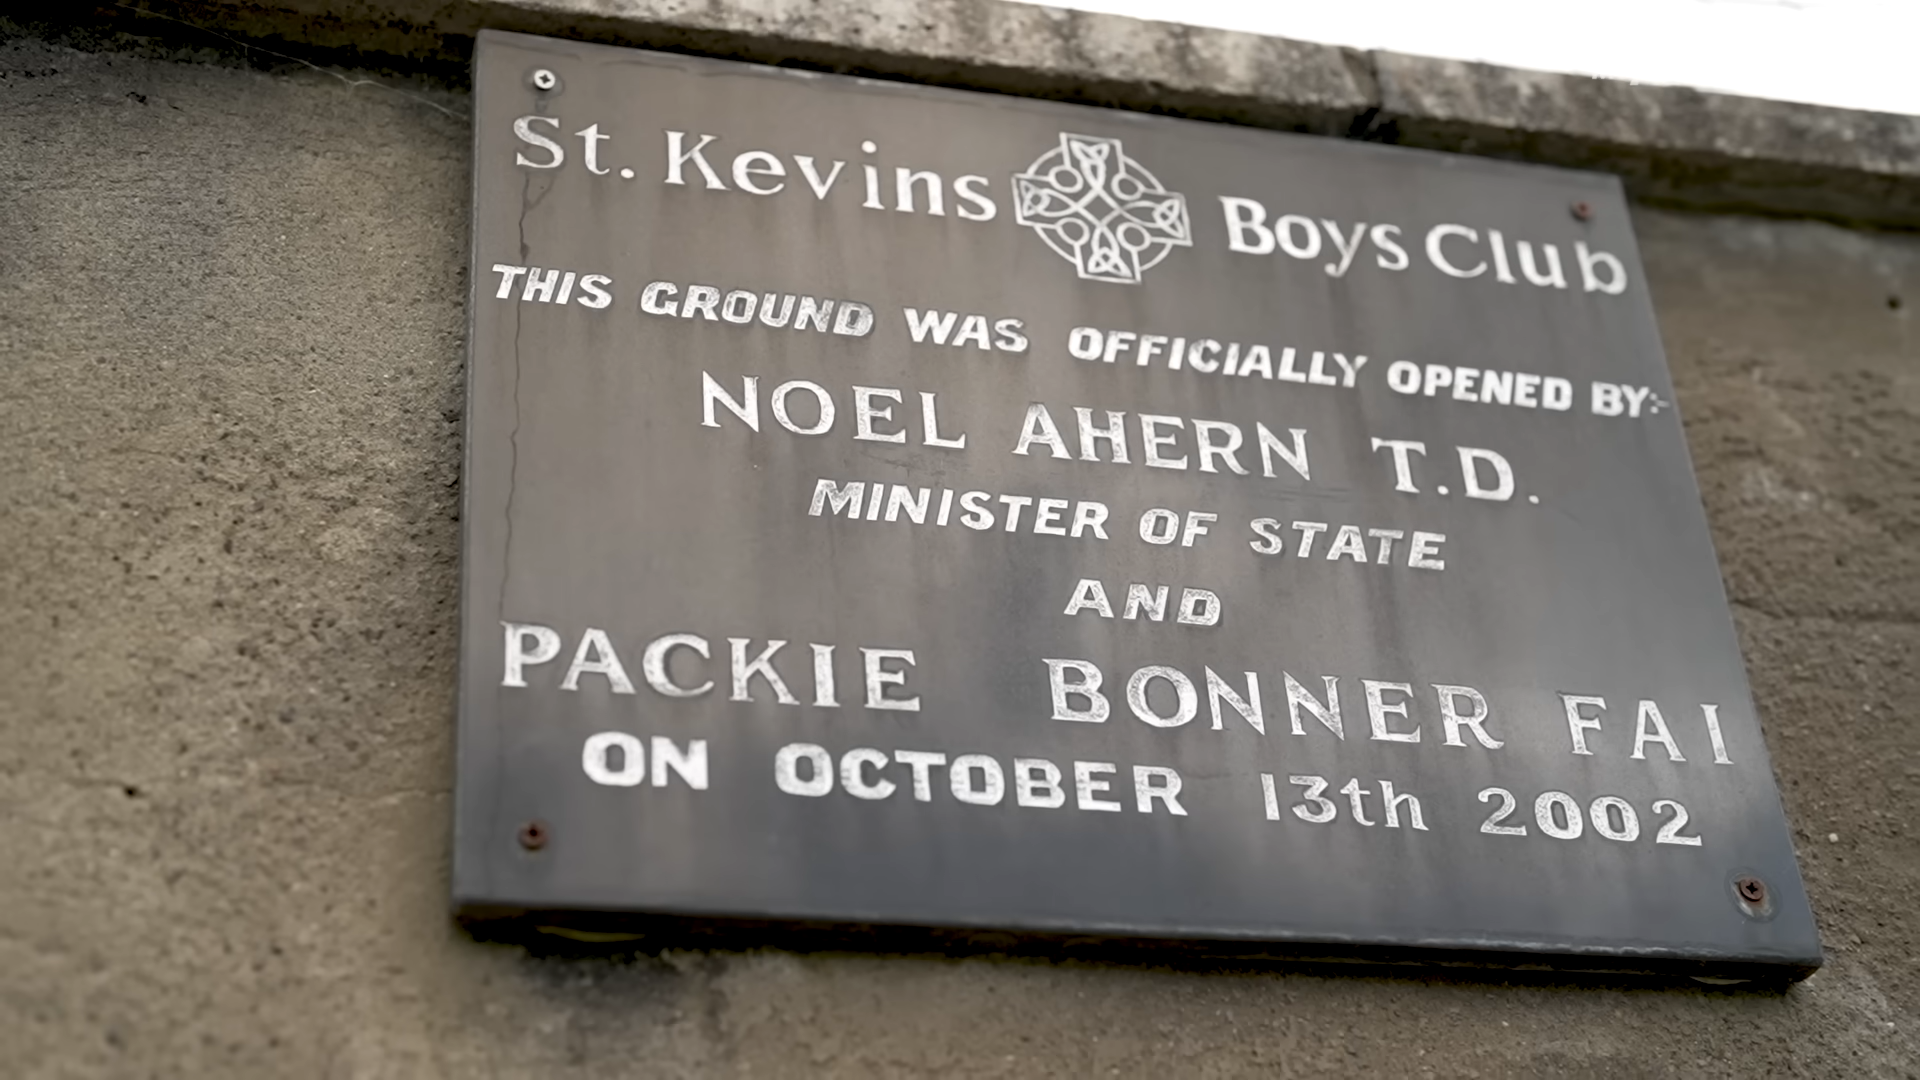 St. Kevins Boys Club
THIS GROUND WAS OFFICIALLY OPENED BY:-
NOEL AHERN T.D.
MINISTER OF STATE
AND
PACKIE BONNER FAI
ON OCTOBER 13th 2002